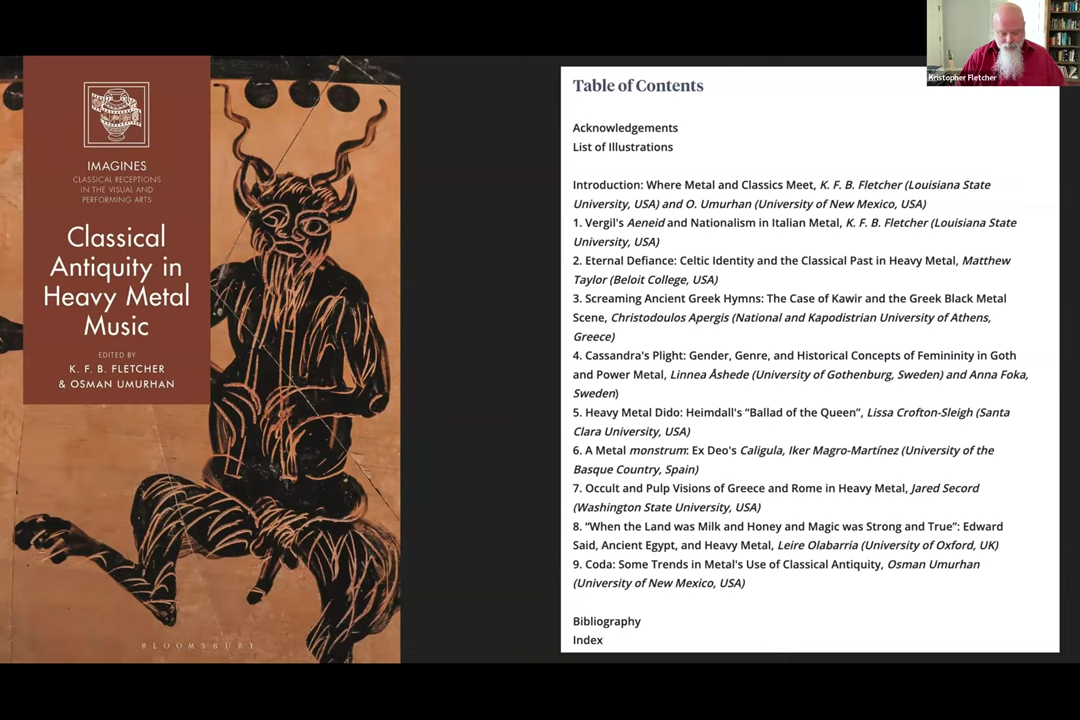 IMAGINES
CLASSICAL RECEPTIONS
IN THE VISUAL AND
PERFORMING ARTS
Classical
Antiquity in
Heavy Metal
Music
EDITED BY
K. F. B. FLETCHER
& OSMAN UMURHAN
BLOOMSBURY
Table of Contents
Acknowledgements
List of Illustrations
Introduction: Where Metal and Classics Meet, K. F. B. Fletcher (Louisiana State
University, USA) and O. Umurhan (University of New Mexico, USA)
1. Vergil's Aeneid and Nationalism in Italian Metal, K. F. B. Fletcher (Louisiana State
University, USA)
2. Eternal Defiance: Celtic Identity and the Classical Past in Heavy Metal, Matthew
Taylor (Beloit College, USA)
3. Screaming Ancient Greek Hymns: The Case of Kawir and the Greek Black Metal
Scene, Christodoulos Apergis (National and Kapodistrian University of Athens,
Greece)
4. Cassandra's Plight: Gender, Genre, and Historical Concepts of Femininity in Goth
and Power Metal, Linnea Åshede (University of Gothenburg, Sweden) and Anna Foka,
Sweden)
5. Heavy Metal Dido: Heimdall's “Ballad of the Queen”, Lissa Crofton-Sleigh (Santa
Clara University, USA)
6. A Metal monstrum: Ex Deo's Caligula, Iker Magro-Martínez (University of the
Basque Country, Spain)
7. Occult and Pulp Visions of Greece and Rome in Heavy Metal, Jared Secord
(Washington State University, USA)
8. “When the Land was Milk and Honey and Magic was Strong and True”: Edward
Said, Ancient Egypt, and Heavy Metal, Leire Olabarria (University of Oxford, UK)
9. Coda: Some Trends in Metal's Use of Classical Antiquity, Osman Umurhan
(University of New Mexico, USA)
Bibliography
Index
Kristopher Fletcher